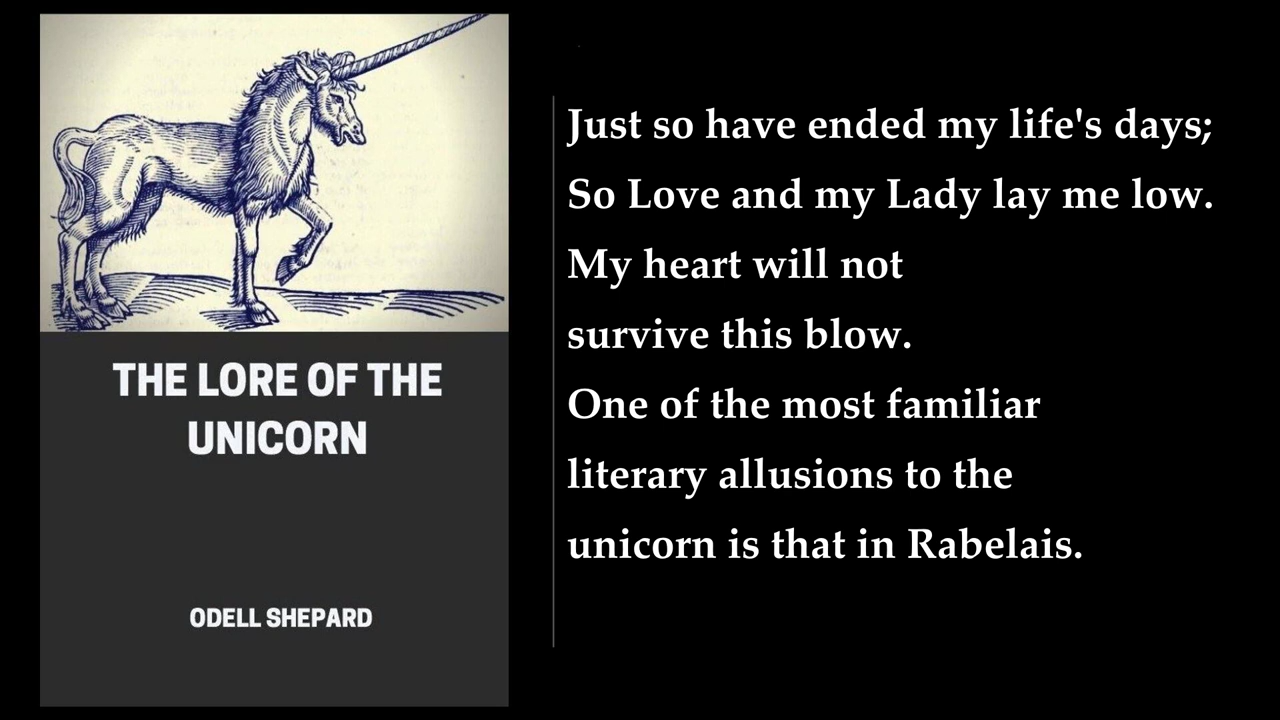 THE LORE OF THE
UNICORN
ODELL SHEPARD
Just so have ended my life's days;
So Love and my Lady lay me low.
My heart will not
survive this blow.
One of the most familiar
literary allusions to the
unicorn is that in Rabelais.